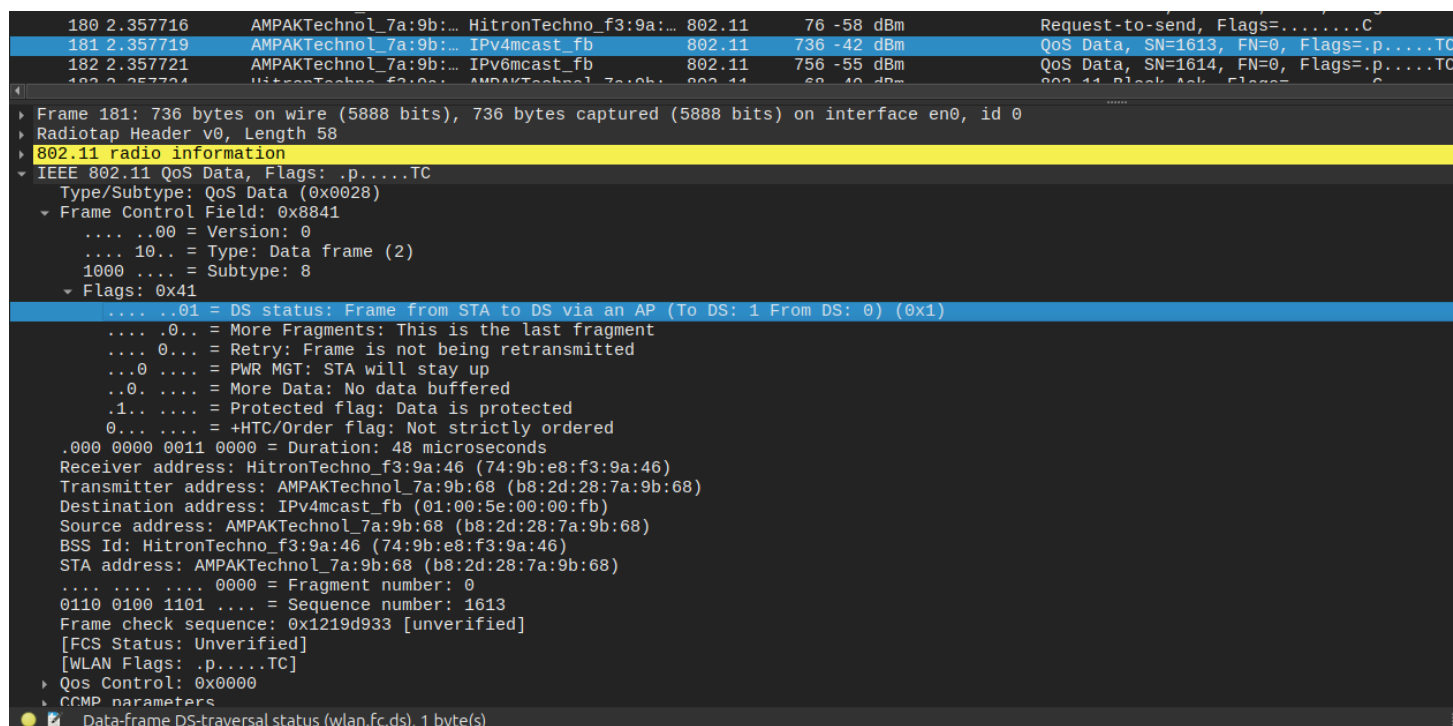 180 2.357716 AMPAKTechnol_7a:9b:… HitronTechno_f3:9a:… 802.11 76 -58 dBm Request-to-send, Flags=........C
181 2.357719 AMPAKTechnol_7a:9b:… IPv4mcast_fb 802.11 736 -42 dBm QoS Data, SN=1613, FN=0, Flags=.p.....TC
182 2.357721 AMPAKTechnol_7a:9b:… IPv6mcast_fb 802.11 756 -55 dBm QoS Data, SN=1614, FN=0, Flags=.p.....TC
Frame 181: 736 bytes on wire (5888 bits), 736 bytes captured (5888 bits) on interface en0, id 0
Radiotap Header v0, Length 58
802.11 radio information
IEEE 802.11 QoS Data, Flags: .p.....TC
Type/Subtype: QoS Data (0x0028)
Frame Control Field: 0x8841
.... ..00 = Version: 0
.... 10.. = Type: Data frame (2)
1000 .... = Subtype: 8
Flags: 0x41
.... ..01 = DS status: Frame from STA to DS via an AP (To DS: 1 From DS: 0) (0x1)
.... .0.. = More Fragments: This is the last fragment
.... 0... = Retry: Frame is not being retransmitted
...0 .... = PWR MGT: STA will stay up
..0. .... = More Data: No data buffered
.1.. .... = Protected flag: Data is protected
0... .... = +HTC/Order flag: Not strictly ordered
.000 0000 0011 0000 = Duration: 48 microseconds
Receiver address: HitronTechno_f3:9a:46 (74:9b:e8:f3:9a:46)
Transmitter address: AMPAKTechnol_7a:9b:68 (b8:2d:28:7a:9b:68)
Destination address: IPv4mcast_fb (01:00:5e:00:00:fb)
Source address: AMPAKTechnol_7a:9b:68 (b8:2d:28:7a:9b:68)
BSS Id: HitronTechno_f3:9a:46 (74:9b:e8:f3:9a:46)
STA address: AMPAKTechnol_7a:9b:68 (b8:2d:28:7a:9b:68)
.... .... .... 0000 = Fragment number: 0
0110 0100 1101 .... = Sequence number: 1613
Frame check sequence: 0x1219d933 [unverified]
[FCS Status: Unverified]
[WLAN Flags: .p.....TC]
Qos Control: 0x0000
CCMP parameters
Data-frame DS-traversal status (wlan.fc.ds), 1 byte(s)